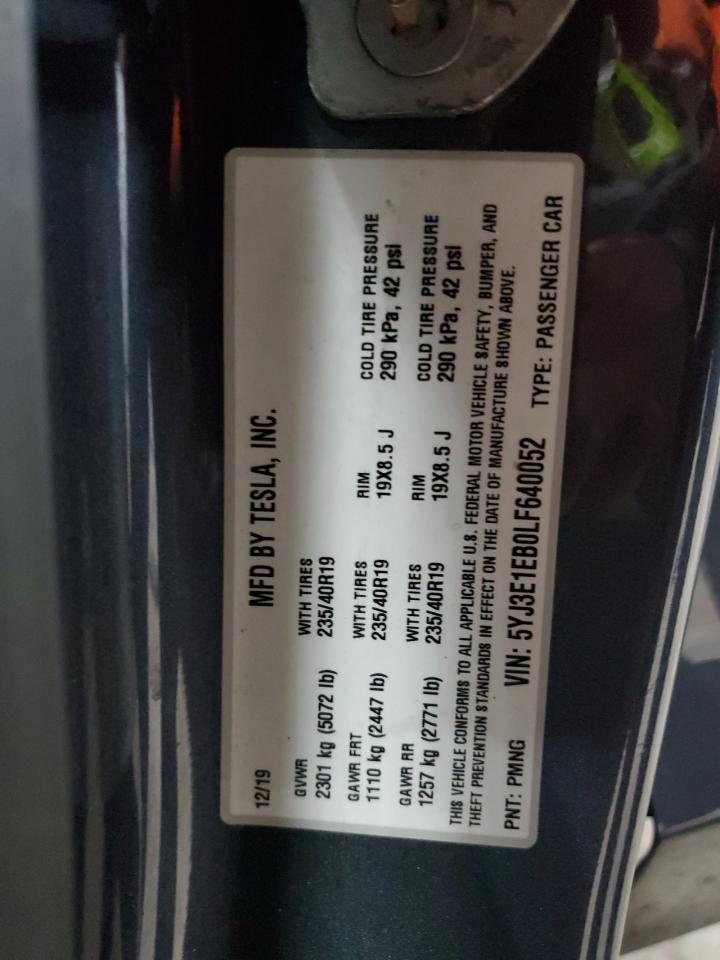 12/19 MFD BY TESLA, INC.
GVWR WITH TIRES
2301 kg (5072 lb) 235/40R19
GAWR FRT WITH TIRES RIM COLD TIRE PRESSURE
1110 kg (2447 lb) 235/40R19 19X8.5 J 290 kPa, 42 psi
GAWR RR WITH TIRES RIM COLD TIRE PRESSURE
1257 kg (2771 lb) 235/40R19 19X8.5 J 290 kPa, 42 psi
THIS VEHICLE CONFORMS TO ALL APPLICABLE U.S. FEDERAL MOTOR VEHICLE SAFETY, BUMPER, AND
THEFT PREVENTION STANDARDS IN EFFECT ON THE DATE OF MANUFACTURE SHOWN ABOVE.
PNT: PMNG VIN: 5YJ3E1EB0LF640052 TYPE: PASSENGER CAR